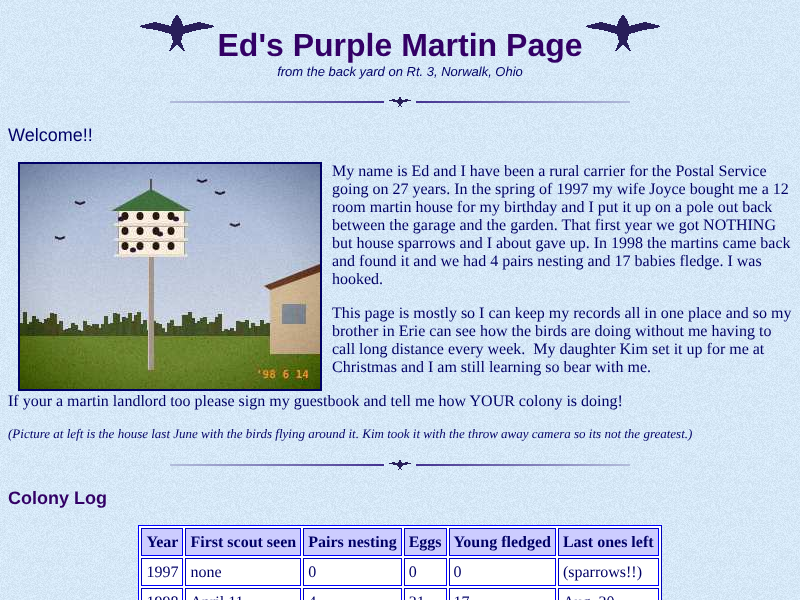 Ed's Purple Martin Page
from the back yard on Rt. 3, Norwalk, Ohio
Welcome!!
'98 6 14
My name is Ed and I have been a rural carrier for the Postal Service
going on 27 years. In the spring of 1997 my wife Joyce bought me a 12
room martin house for my birthday and I put it up on a pole out back
between the garage and the garden. That first year we got NOTHING
but house sparrows and I about gave up. In 1998 the martins came back
and found it and we had 4 pairs nesting and 17 babies fledge. I was
hooked.
This page is mostly so I can keep my records all in one place and so my
brother in Erie can see how the birds are doing without me having to
call long distance every week.  My daughter Kim set it up for me at
Christmas and I am still learning so bear with me.
If your a martin landlord too please sign my guestbook and tell me how YOUR colony is doing!
(Picture at left is the house last June with the birds flying around it. Kim took it with the throw away camera so its not the greatest.)
Colony Log
Year First scout seen Pairs nesting Eggs Young fledged Last ones left
1997 none 0 0 0 (sparrows!!)
1998 April 11 4 21 17 Aug. 20